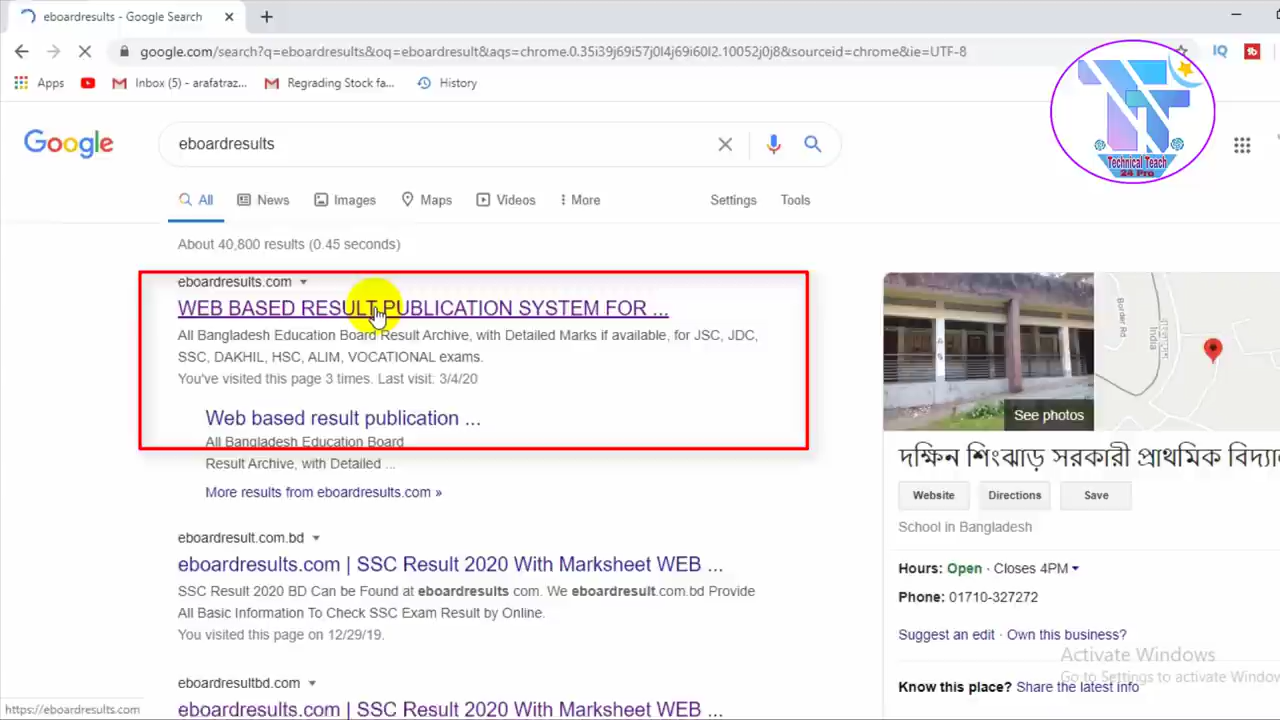 eboardresults - Google Search
google.com/search?q=eboardresults&oq=eboardresult&aqs=chrome.0.35i39j69i57j0l4j69i60l2.10052j0j8&sourceid=chrome&ie=UTF-8
Apps
Inbox (5) - arafatraz...
Regrading Stock fa...
History
IQ
Technical Teach
24 Pro
Google
eboardresults
All
News
Images
Maps
Videos
More
Settings
Tools
About 40,800 results (0.45 seconds)
eboardresults.com
WEB BASED RESULT PUBLICATION SYSTEM FOR ...
All Bangladesh Education Board Result Archive, with Detailed Marks if available, for JSC, JDC,
SSC, DAKHIL, HSC, ALIM, VOCATIONAL exams.
You've visited this page 3 times. Last visit: 3/4/20
Web based result publication ...
All Bangladesh Education Board
Result Archive, with Detailed ...
More results from eboardresults.com »
eboardresult.com.bd
eboardresults.com | SSC Result 2020 With Marksheet WEB ...
SSC Result 2020 BD Can be Found at eboardresults com. We eboardresult.com.bd Provide
All Basic Information To Check SSC Exam Result by Online.
You visited this page on 12/29/19.
eboardresultbd.com
eboardresults.com | SSC Result 2020 With Marksheet WEB ...
https://eboardresults.com
See photos
Border Rd
India
দক্ষিন শিংঝাড় সরকারী প্রাথমিক বিদ্যা
Website
Directions
Save
School in Bangladesh
Hours: Open · Closes 4PM
Phone: 01710-327272
Suggest an edit · Own this business?
Know this place? Share the latest info
Activate Windows
Go to Settings to activate Window